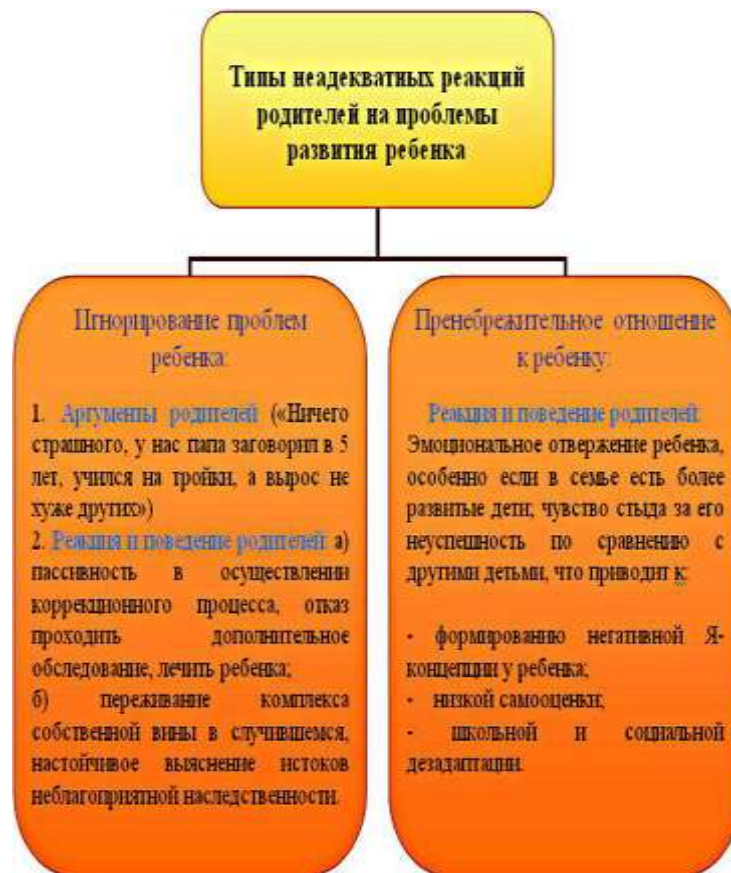 Типы неадекватных реакций
родителей на проблемы
развития ребенка
Игнорирование проблем
ребенка:
1. Аргументы родителей («Ничего
страшного, у нас папа заговорил в 5
лет, учился на тройки, а вырос не
хуже других»)
2. Реакция и поведение родителей: а)
пассивность в осуществлении
коррекционного процесса, отказ
проходить дополнительное
обследование, лечить ребенка;
б) переживание комплекса
собственной вины в случившемся,
настойчивое выяснение истоков
неблагоприятной наследственности.
Пренебрежительное отношение
к ребенку:
Реакция и поведение родителей:
Эмоциональное отвержение ребенка,
особенно если в семье есть более
развитые дети; чувство стыда за его
неуспешность по сравнению с
другими детьми, что приводит к:
- формированию негативной Я-
концепции у ребенка;
- низкой самооценки;
- школьной и социальной
дезадаптации.